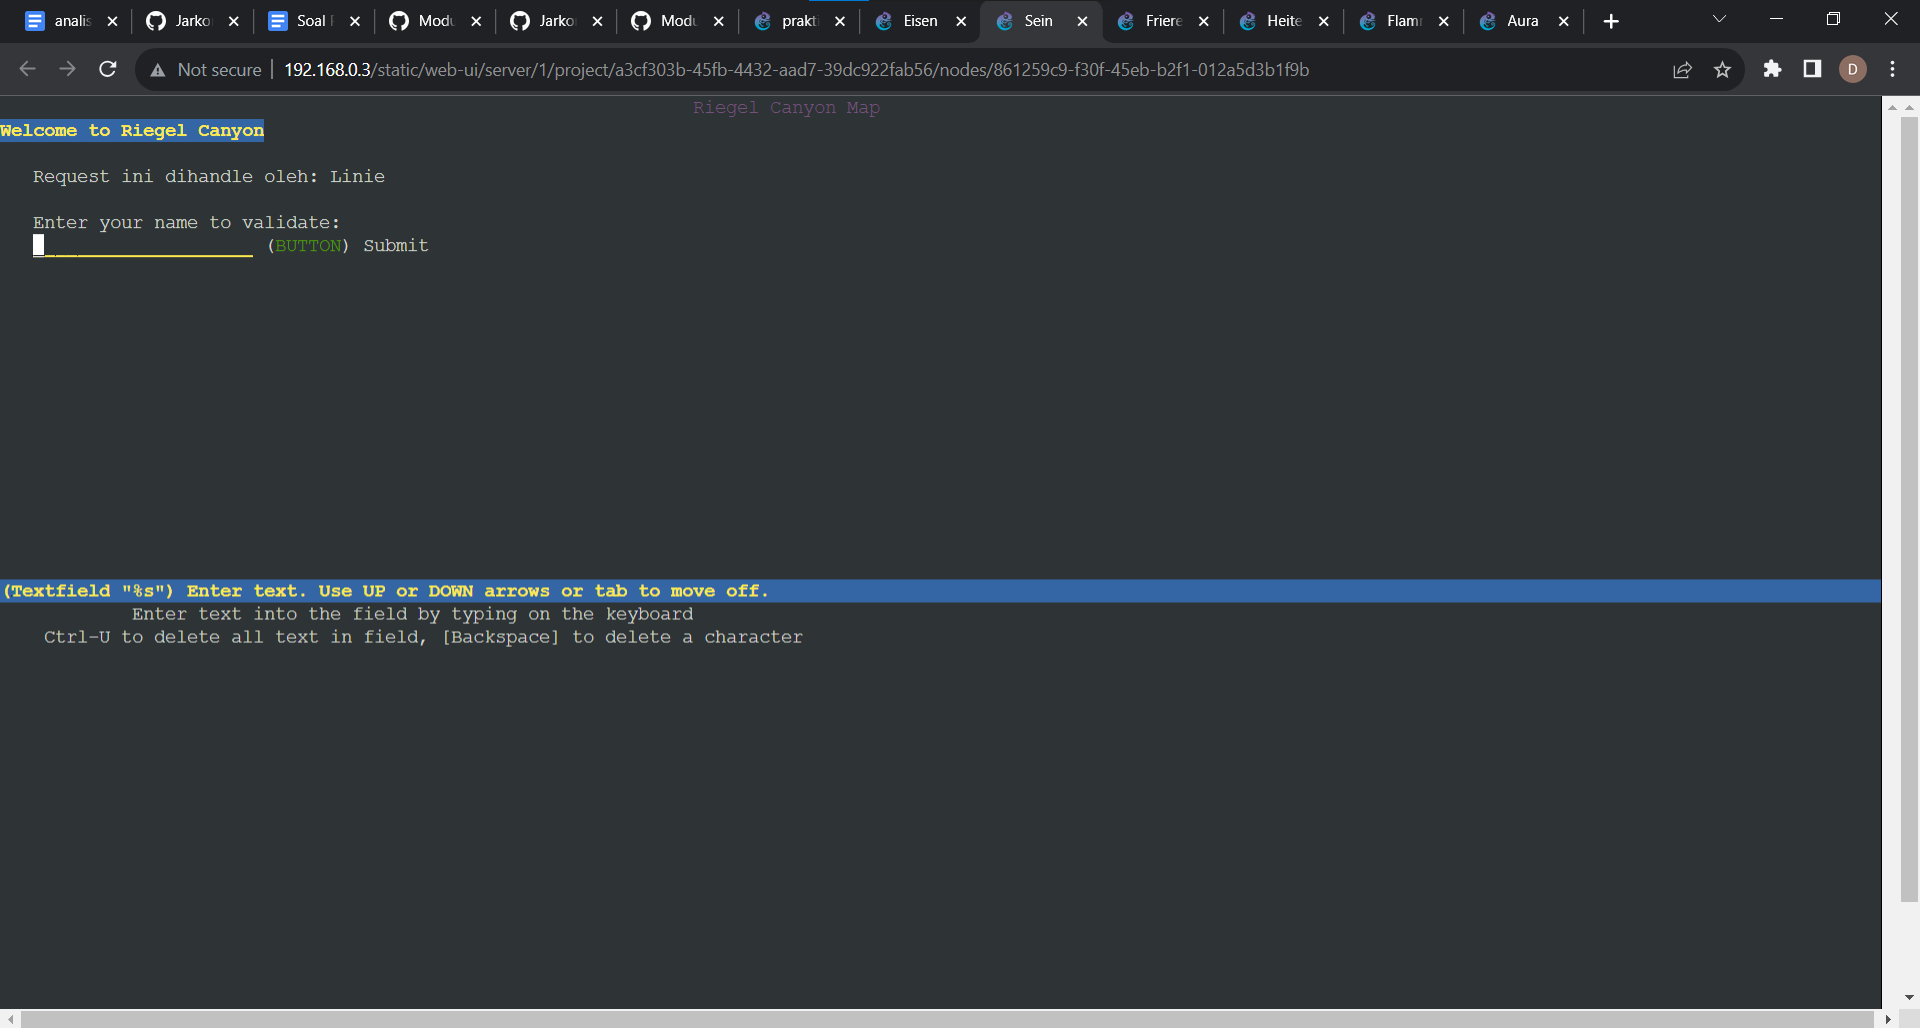 analis
Jarko
Soal P
Modu
Jarko
Modu
prakti
Eisen
Sein
Friere
Heite
Flamm
Aura
Not secure
192.168.0.3/static/web-ui/server/1/project/a3cf303b-45fb-4432-aad7-39dc922fab56/nodes/861259c9-f30f-45eb-b2f1-012a5d3b1f9b
D
Riegel Canyon Map
Welcome to Riegel Canyon
Request ini dihandle oleh: Linie
Enter your name to validate:
____________________ (BUTTON) Submit
(Textfield "%s") Enter text. Use UP or DOWN arrows or tab to move off.
Enter text into the field by typing on the keyboard
Ctrl-U to delete all text in field, [Backspace] to delete a character